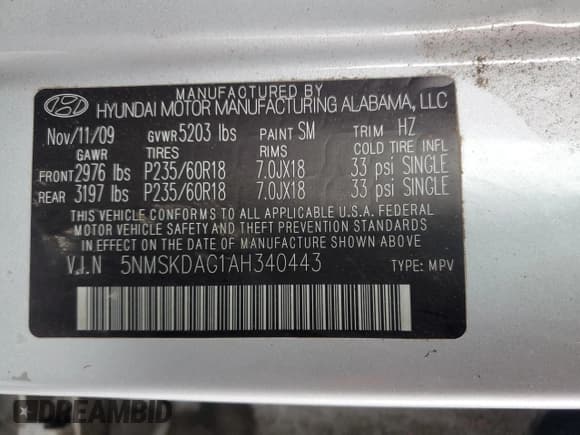 MANUFACTURED BY
HYUNDAI MOTOR MANUFACTURING ALABAMA, LLC
Nov/11/09 GVWR 5203 lbs PAINT SM TRIM HZ
GAWR TIRES RIMS COLD TIRE INFL
FRONT 2976 lbs P235/60R18 7.0JX18 33 psi SINGLE
REAR 3197 lbs P235/60R18 7.0JX18 33 psi SINGLE
THIS VEHICLE CONFORMS TO ALL APPLICABLE U.S.A. FEDERAL
MOTOR VEHICLE SAFETY AND THEFT PREVENTION STANDARDS
IN EFFECT ON THE DATE OF MANUFACTURE SHOWN ABOVE.
V.I.N 5NMSKDAG1AH340443 TYPE: MPV
DREAMBID